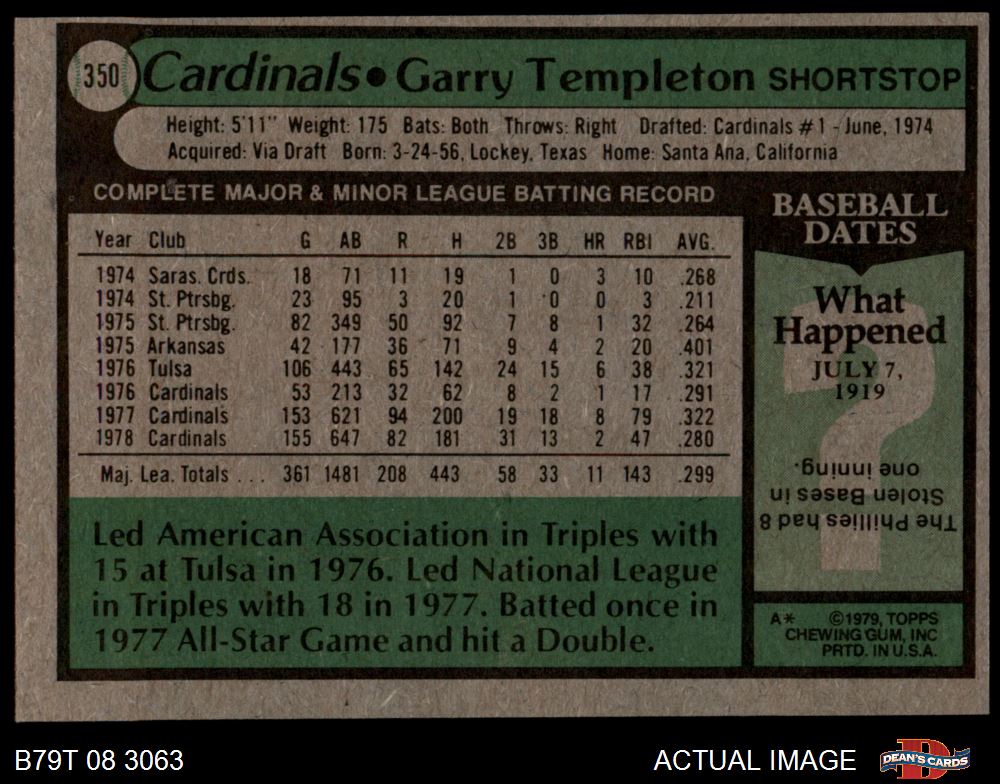 350 Cardinals • Garry Templeton SHORTSTOP
Height: 5'11" Weight: 175 Bats: Both Throws: Right Drafted: Cardinals #1 - June, 1974
Acquired: Via Draft Born: 3-24-56, Lockey, Texas Home: Santa Ana, California
COMPLETE MAJOR & MINOR LEAGUE BATTING RECORD
Year Club G AB R H 2B 3B HR RBI AVG.
1974 Saras. Crds. 18 71 11 19 1 0 3 10 .268
1974 St. Ptrsbg. 23 95 3 20 1 0 0 3 .211
1975 St. Ptrsbg. 82 349 50 92 7 8 1 32 .264
1975 Arkansas 42 177 36 71 9 4 2 20 .401
1976 Tulsa 106 443 65 142 24 15 6 38 .321
1976 Cardinals 53 213 32 62 8 2 1 17 .291
1977 Cardinals 153 621 94 200 19 18 8 79 .322
1978 Cardinals 155 647 82 181 31 13 2 47 .280
Maj. Lea. Totals . . . 361 1481 208 443 58 33 11 143 .299
Led American Association in Triples with
15 at Tulsa in 1976. Led National League
in Triples with 18 in 1977. Batted once in
1977 All-Star Game and hit a Double.
BASEBALL
DATES
What
Happened
JULY 7,
1919
?
The Phillies had 8
Stolen Bases in
one inning.
A* ©1979, TOPPS
CHEWING GUM, INC
PRTD. IN U.S.A.
B79T 08 3063
ACTUAL IMAGE
D
DEAN'S CARDS